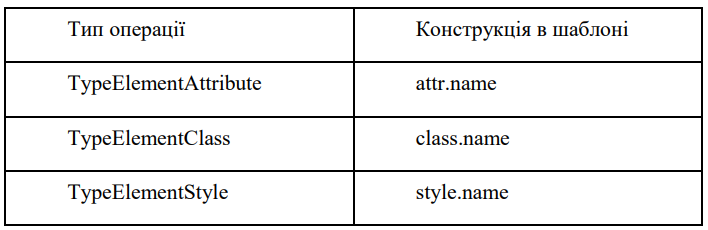 Тип операції Конструкція в шаблоні
TypeElementAttribute attr.name
TypeElementClass class.name
TypeElementStyle style.name